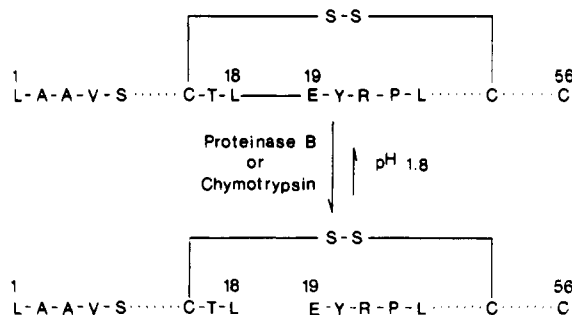 S-S
1 18 19 56
L-A-A-V-S······C-T-L——E-Y-R-P-L······C······C
Proteinase B
or
Chymotrypsin
pH 1.8
S-S
1 18 19 56
L-A-A-V-S······C-T-L E-Y-R-P-L······C······C